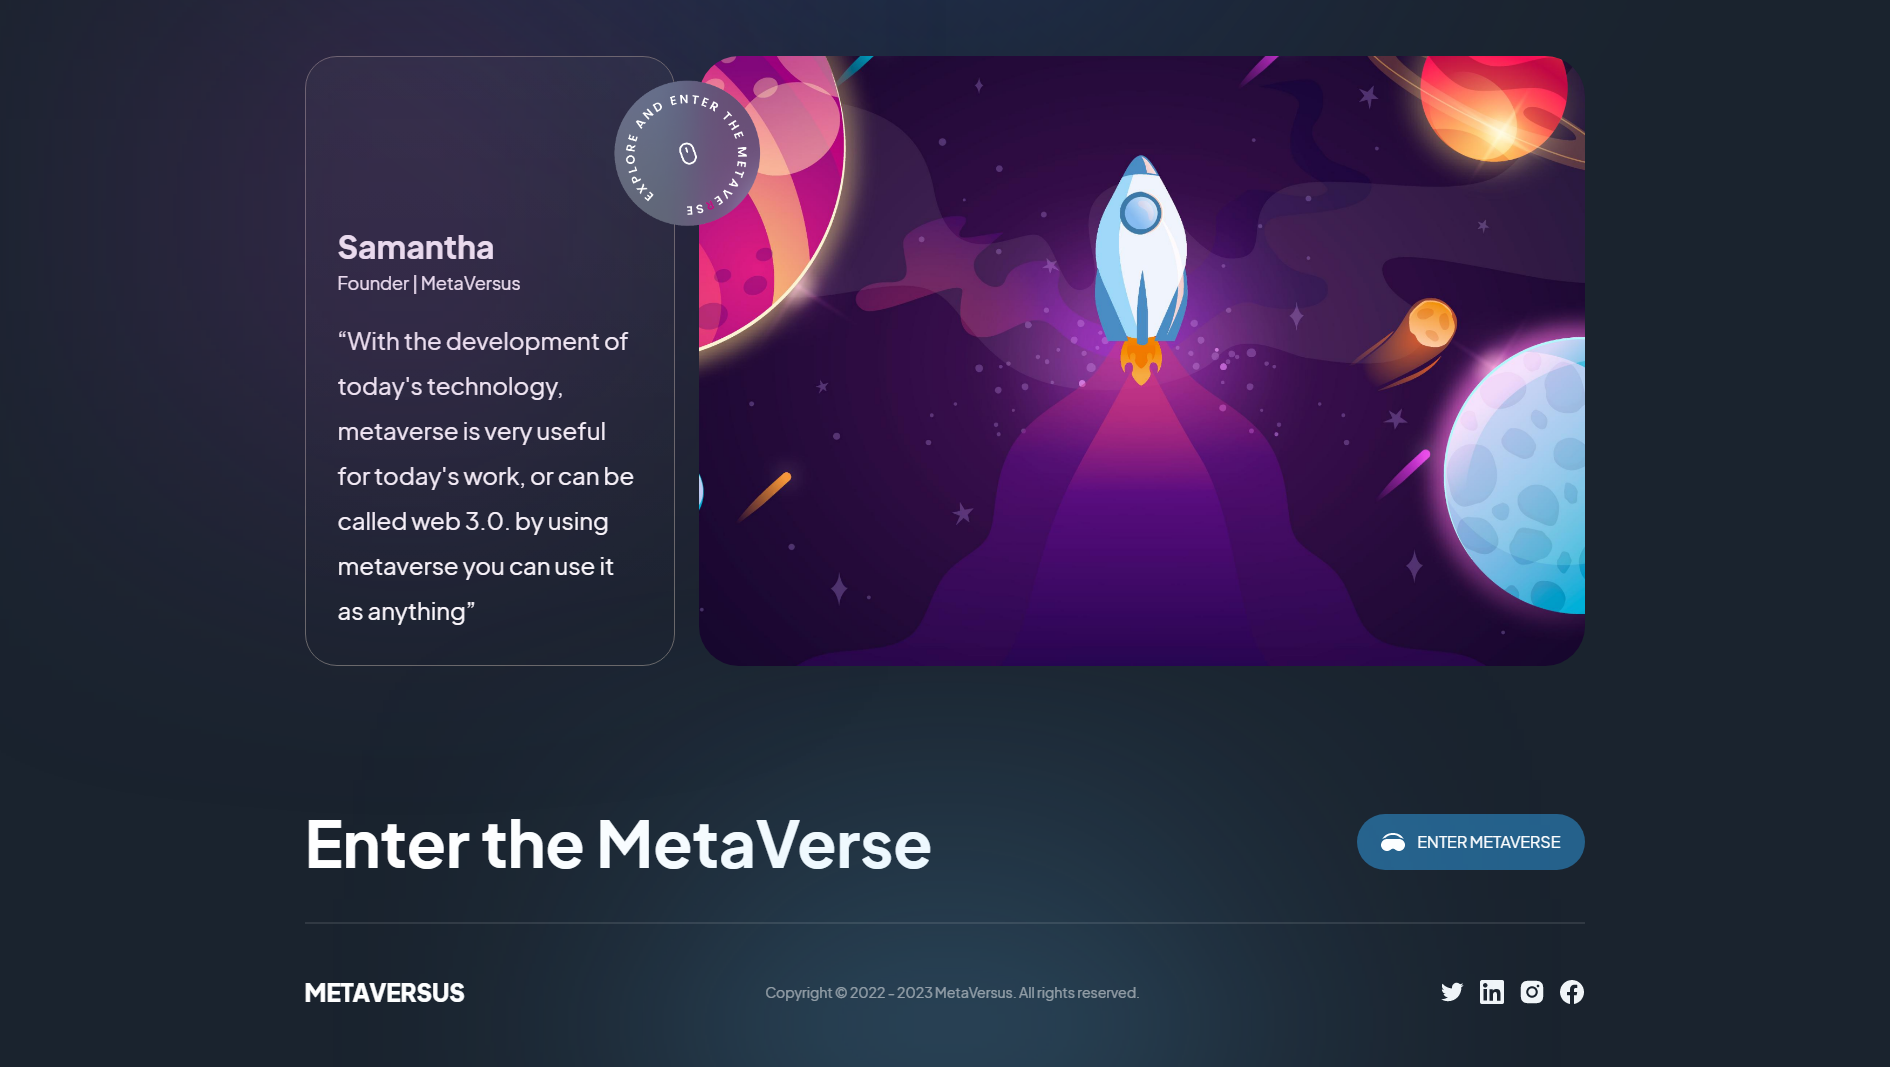 EXPLORE AND ENTER THE METAVERSE
Samantha
Founder | MetaVersus
“With the development of
today's technology,
metaverse is very useful
for today's work, or can be
called web 3.0. by using
metaverse you can use it
as anything”
Enter the MetaVerse
ENTER METAVERSE
METAVERSUS
Copyright © 2022 - 2023 MetaVersus. All rights reserved.